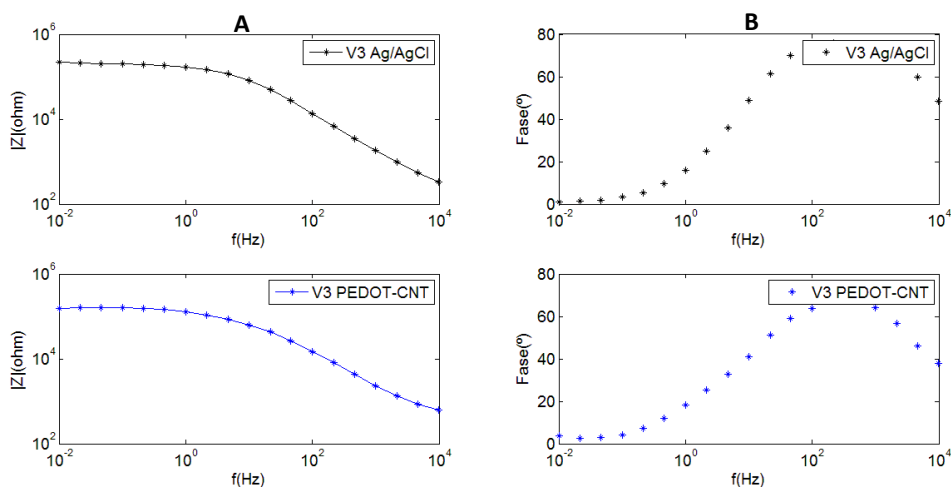 A
B
V3 Ag/AgCl
|Z|(ohm)
10^6
10^4
10^2
10^-2 10^0 10^2 10^4
f(Hz)
V3 Ag/AgCl
Fase(º)
80
60
40
20
0
10^-2 10^0 10^2 10^4
f(Hz)
V3 PEDOT-CNT
|Z|(ohm)
10^6
10^4
10^2
10^-2 10^0 10^2 10^4
f(Hz)
V3 PEDOT-CNT
Fase(º)
80
60
40
20
0
10^-2 10^0 10^2 10^4
f(Hz)